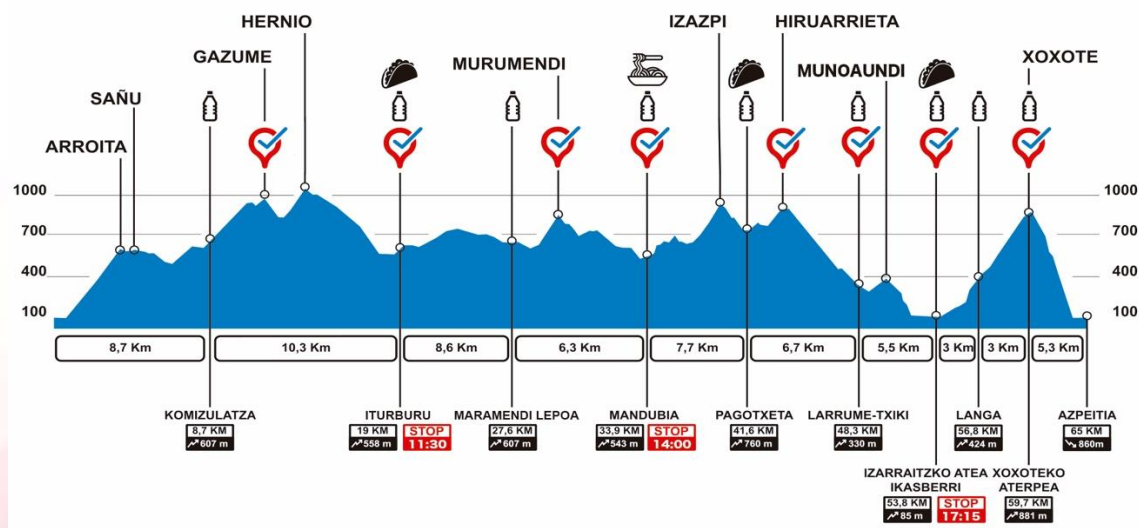 HERNIO
IZAZPI
HIRUARRIETA
GAZUME
MURUMENDI
MUNOAUNDI
XOXOTE
SAÑU
ARROITA
1000
1000
700
700
400
400
100
100
8,7 Km
10,3 Km
8,6 Km
6,3 Km
7,7 Km
6,7 Km
5,5 Km
3 Km
3 Km
5,3 Km
KOMIZULATZA
8,7 KM
607 m
ITURBURU
19 KM
558 m
STOP
11:30
MARAMENDI LEPOA
27,6 KM
607 m
MANDUBIA
33,9 KM
543 m
STOP
14:00
PAGOTXETA
41,6 KM
760 m
LARRUME-TXIKI
48,3 KM
330 m
LANGA
56,8 KM
424 m
AZPEITIA
65 KM
860m
IZARRAITZKO ATEA
IKASBERRI
53,8 KM
85 m
STOP
17:15
XOXOTEKO
ATERPEA
59,7 KM
881 m